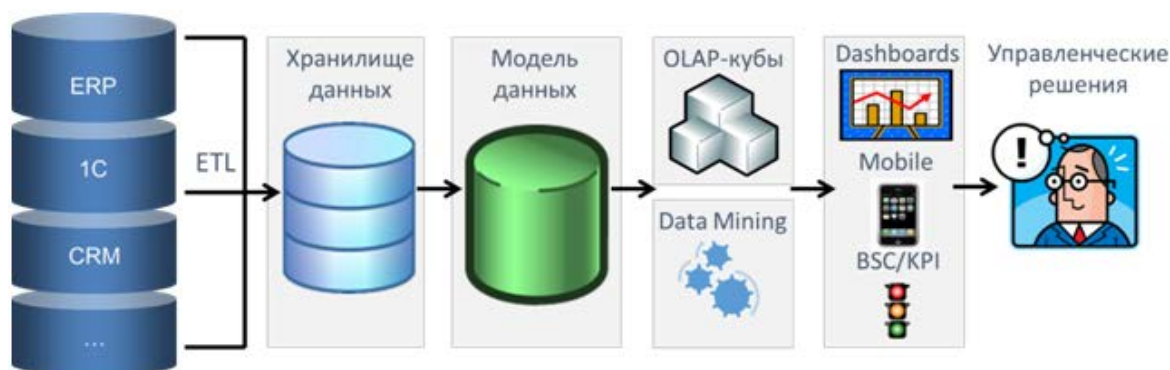 ERP
1C
CRM
...
ETL
Хранилище
данных
Модель
данных
OLAP-кубы
Data Mining
Dashboards
Mobile
BSC/KPI
Управленческие
решения
!